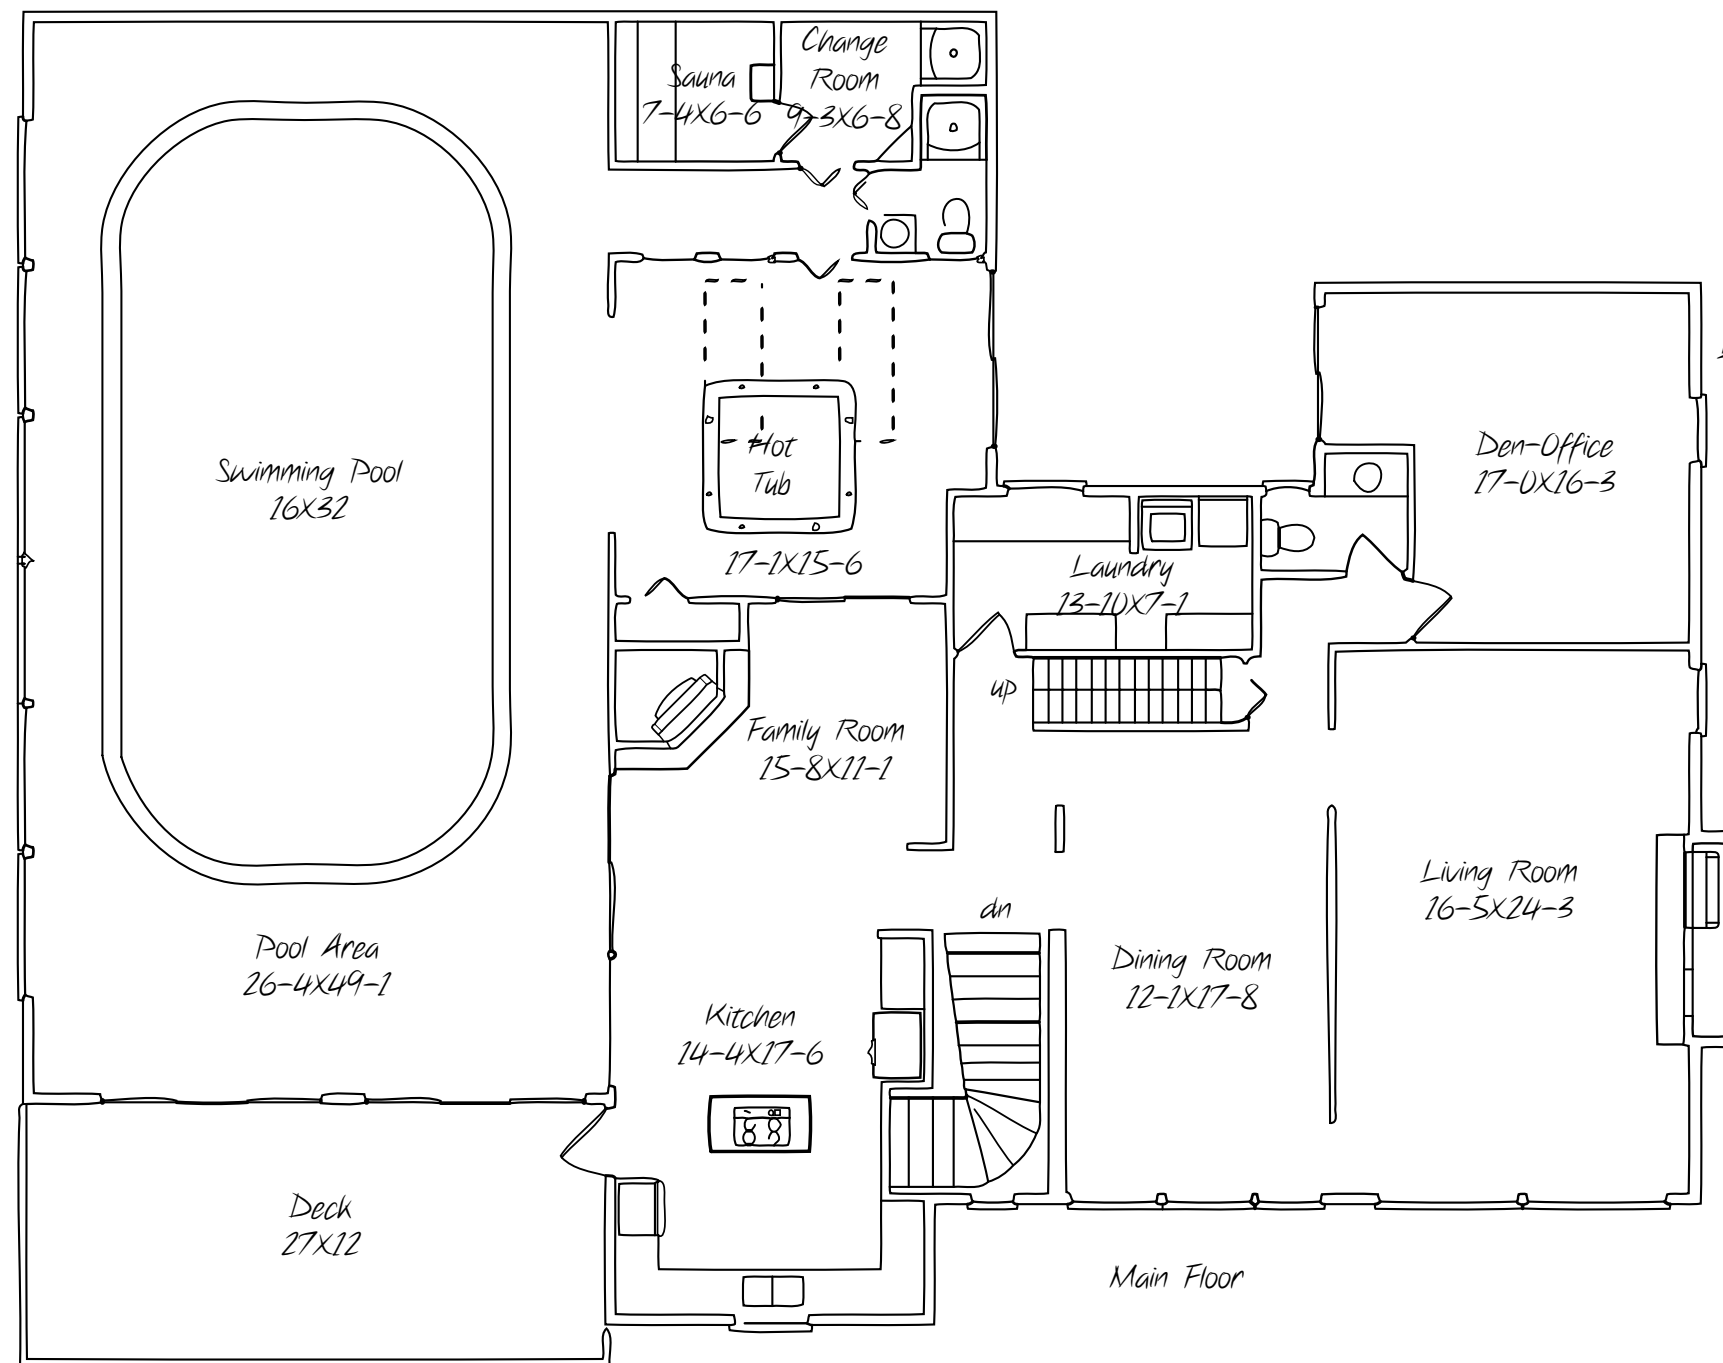 Change
Room
9-3X6-8
Sauna
7-4X6-6
Swimming Pool
16X32
Hot
Tub
17-1X15-6
Den-Office
17-0X16-3
Laundry
13-10X7-1
up
Family Room
15-8X11-1
Living Room
16-5X24-3
dn
Pool Area
26-4X49-1
Dining Room
12-1X17-8
Kitchen
14-4X17-6
Deck
27X12
Main Floor